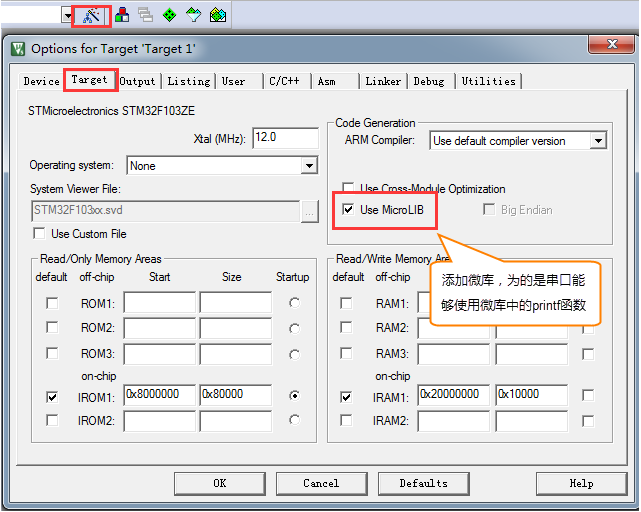 Options for Target 'Target 1'
Device Target Output Listing User C/C++ Asm Linker Debug Utilities
STMicroelectronics STM32F103ZE
Xtal (MHz): 12.0
Operating system: None
System Viewer File:
STM32F103xx.svd ...
Use Custom File
Code Generation
ARM Compiler: Use default compiler version
Use Cross-Module Optimization
Use MicroLIB Big Endian
Read/Only Memory Areas
default off-chip Start Size Startup
ROM1:
ROM2:
ROM3:
on-chip
IROM1: 0x8000000 0x80000
IROM2:
Read/Write Memory Are
default off-chip
RAM1:
RAM2:
RAM3:
on-chip
IRAM1: 0x20000000 0x10000
IRAM2:
添加微库，为的是串口能
够使用微库中的printf函数
OK Cancel Defaults Help